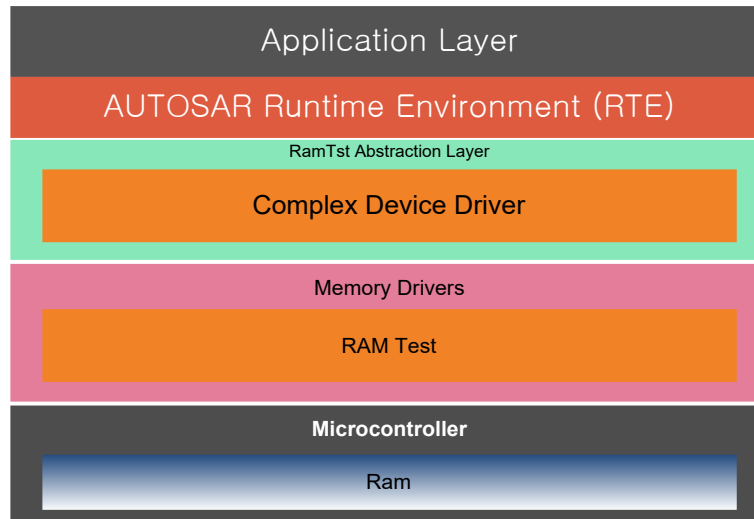 Application Layer
AUTOSAR Runtime Environment (RTE)
RamTst Abstraction Layer
Complex Device Driver
Memory Drivers
RAM Test
Microcontroller
Ram